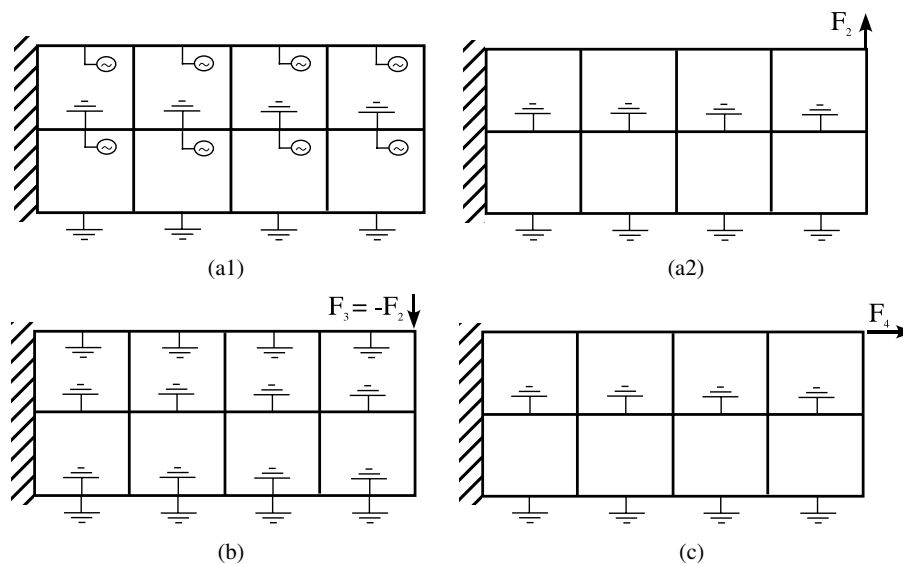 F₂
(a1)
(a2)
F₃ = -F₂
F₄
(b)
(c)